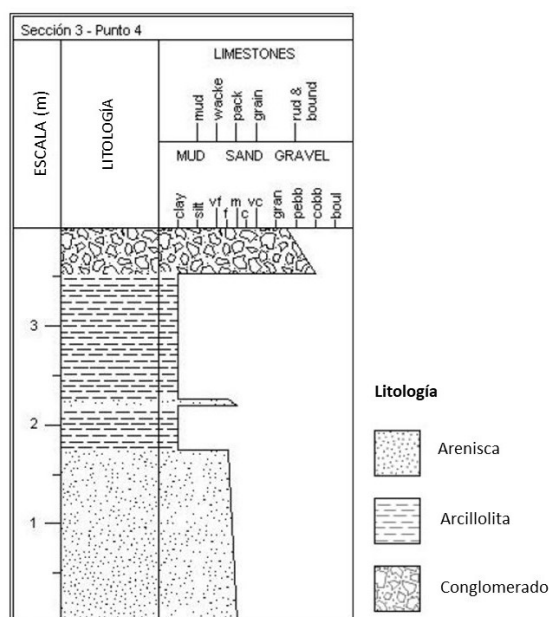 Sección 3 - Punto 4
ESCALA (m)
LITOLOGÍA
LIMESTONES
mud
wacke
pack
grain
rud &
bound
MUD SAND GRAVEL
clay
silt
vf
f
m
c
vc
gran
pebb
cobb
boul
3
2
1
Litología
Arenisca
Arcillolita
Conglomerado